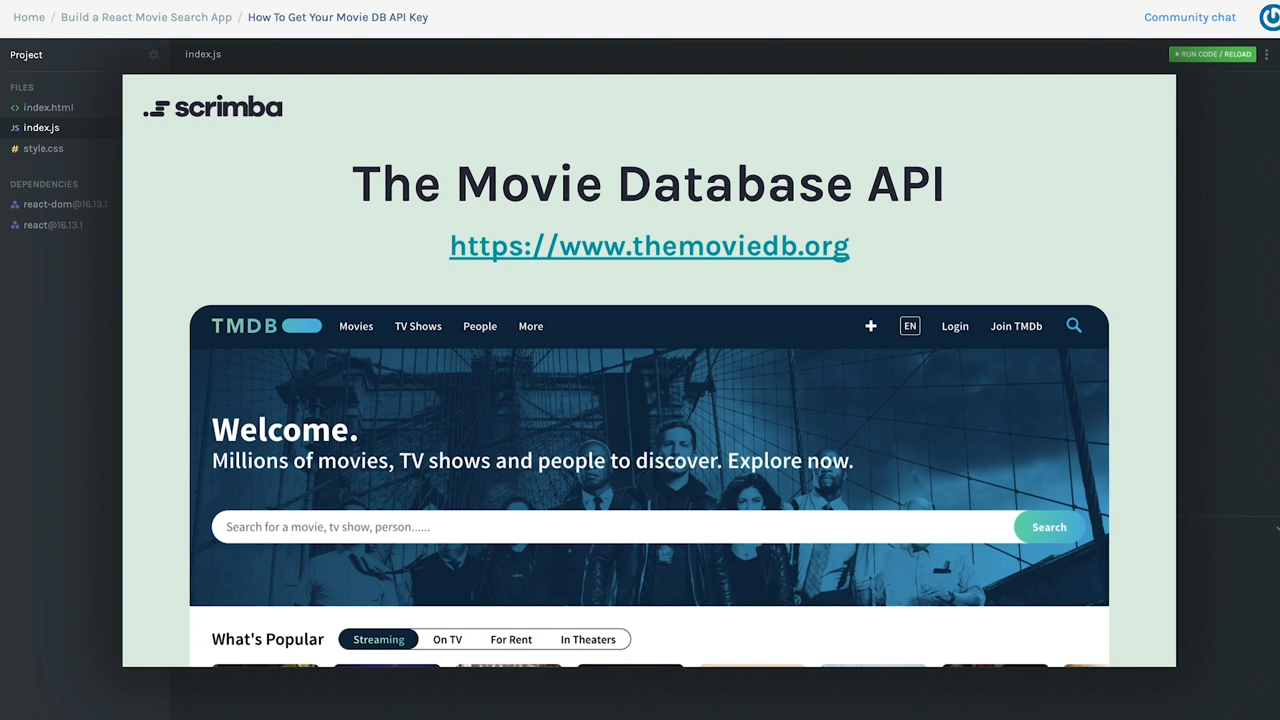 Home / Build a React Movie Search App / How To Get Your Movie DB API Key
Community chat
Project
index.js
RUN CODE / RELOAD
FILES
<> index.html
JS index.js
# style.css
DEPENDENCIES
react-dom@16.13.1
react@16.13.1
scrimba
The Movie Database API
https://www.themoviedb.org
TMDB Movies TV Shows People More + EN Login Join TMDb
Welcome.
Millions of movies, TV shows and people to discover. Explore now.
Search for a movie, tv show, person...... Search
What's Popular Streaming On TV For Rent In Theaters